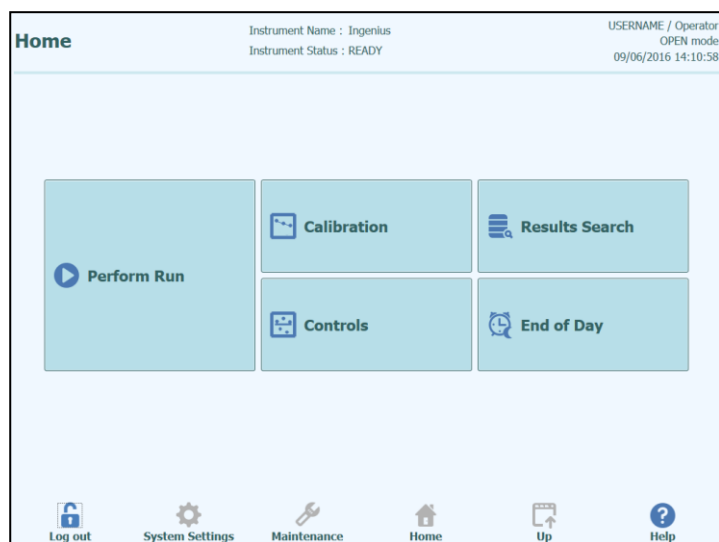 Home
Instrument Name : Ingenius
Instrument Status : READY
USERNAME / Operator
OPEN mode
09/06/2016 14:10:58
Perform Run
Calibration
Results Search
Controls
End of Day
Log out
System Settings
Maintenance
Home
Up
Help